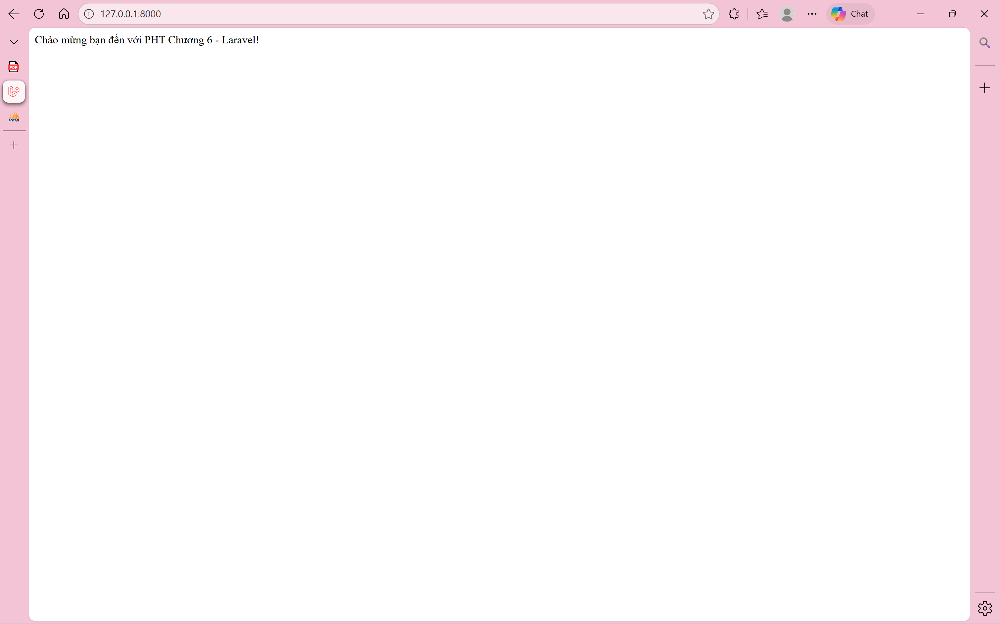 127.0.0.1:8000
Chat
Chào mừng bạn đến với PHT Chương 6 - Laravel!
PDF
PMA